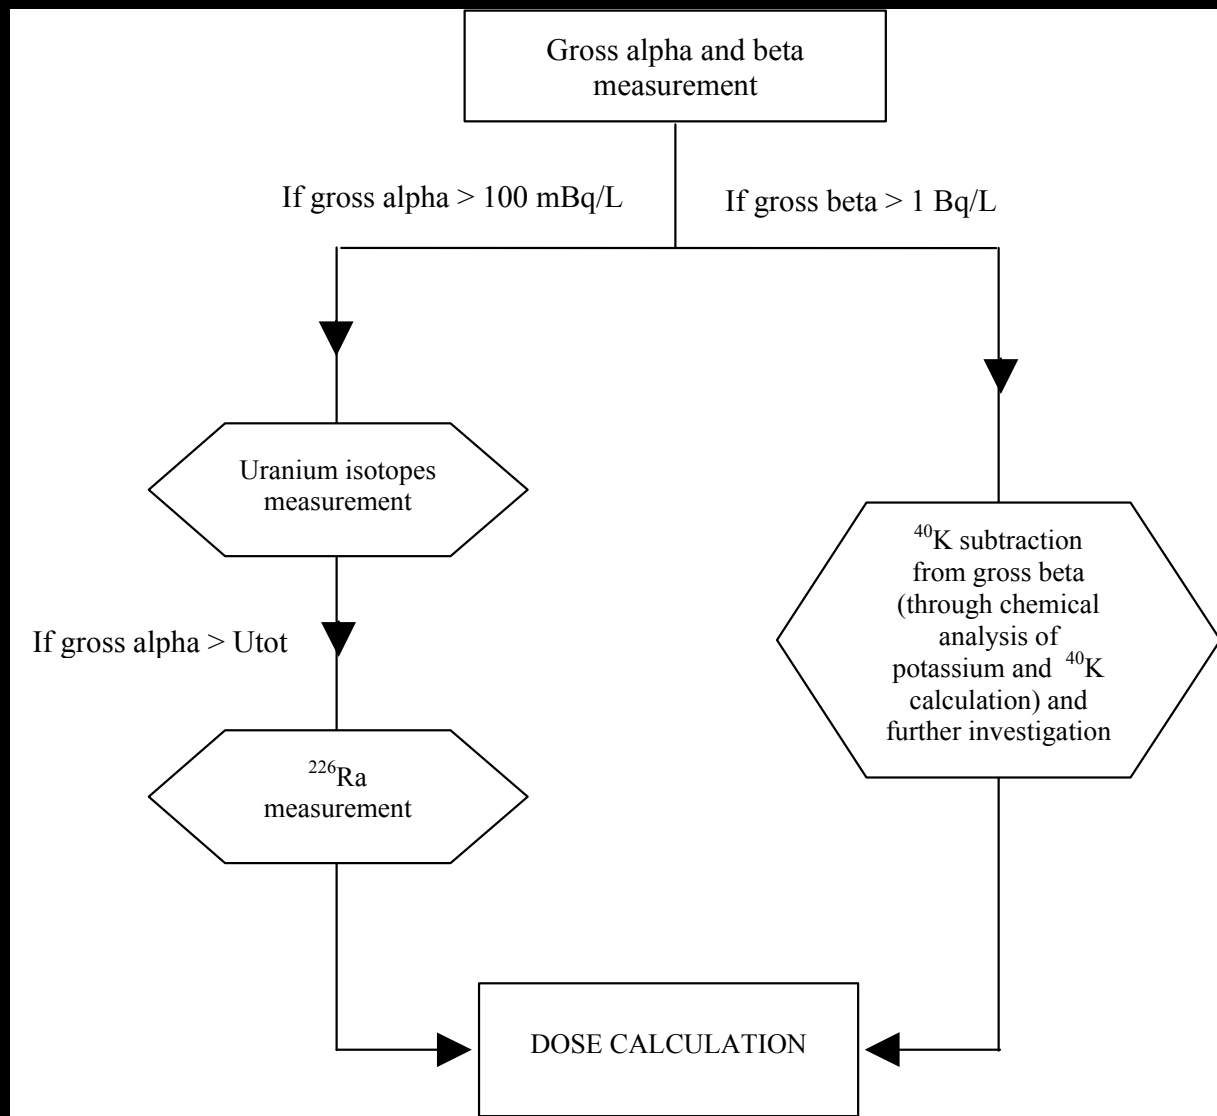 Gross alpha and beta
measurement
If gross alpha > 100 mBq/L
If gross beta > 1 Bq/L
Uranium isotopes
measurement
If gross alpha > Utot
⁴⁰K subtraction
from gross beta
(through chemical
analysis of
potassium and ⁴⁰K
calculation) and
further investigation
²²⁶Ra
measurement
DOSE CALCULATION